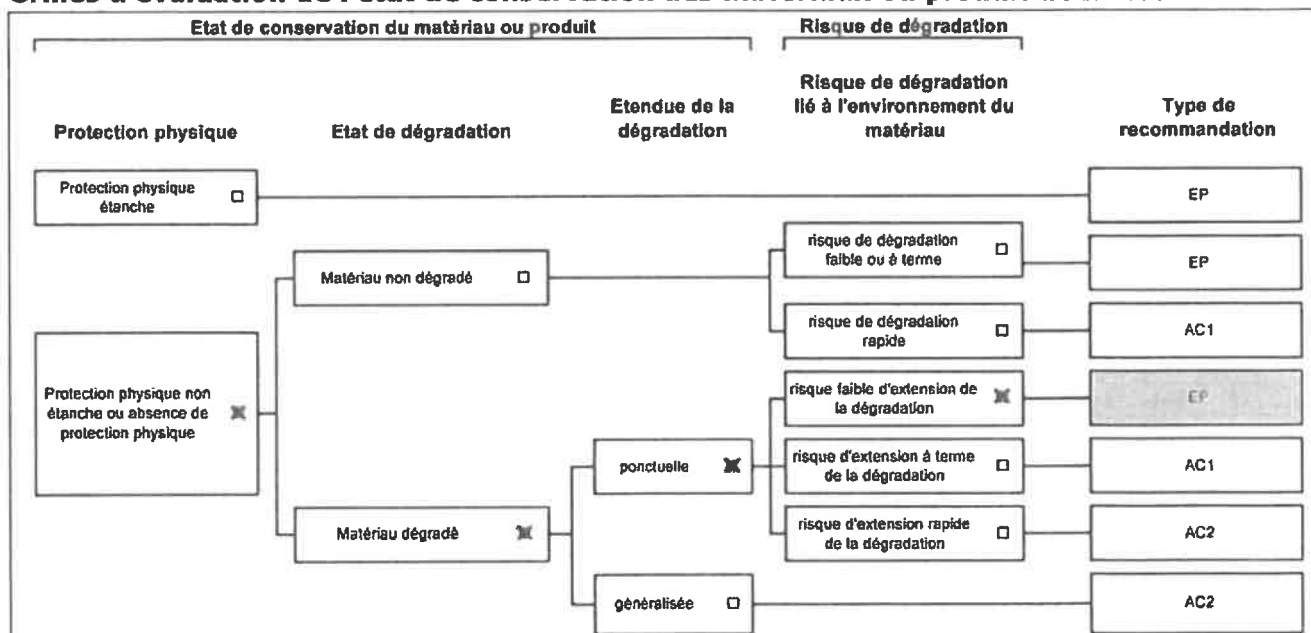 Etat de conservation du matériau ou produit
Risque de dégradation
Protection physique
Etat de dégradation
Etendue de la
dégradation
Risque de dégradation
lié à l'environnement du
matériau
Type de
recommandation
Protection physique
étanche
EP
Matériau non dégradé
risque de dégradation
faible ou à terme
EP
risque de dégradation
rapide
AC1
Protection physique non
étanche ou absence de
protection physique
risque faible d'extension de
la dégradation
EP
ponctuelle
risque d'extension à terme
de la dégradation
AC1
Matériau dégradé
risque d'extension rapide
de la dégradation
AC2
généralisée
AC2